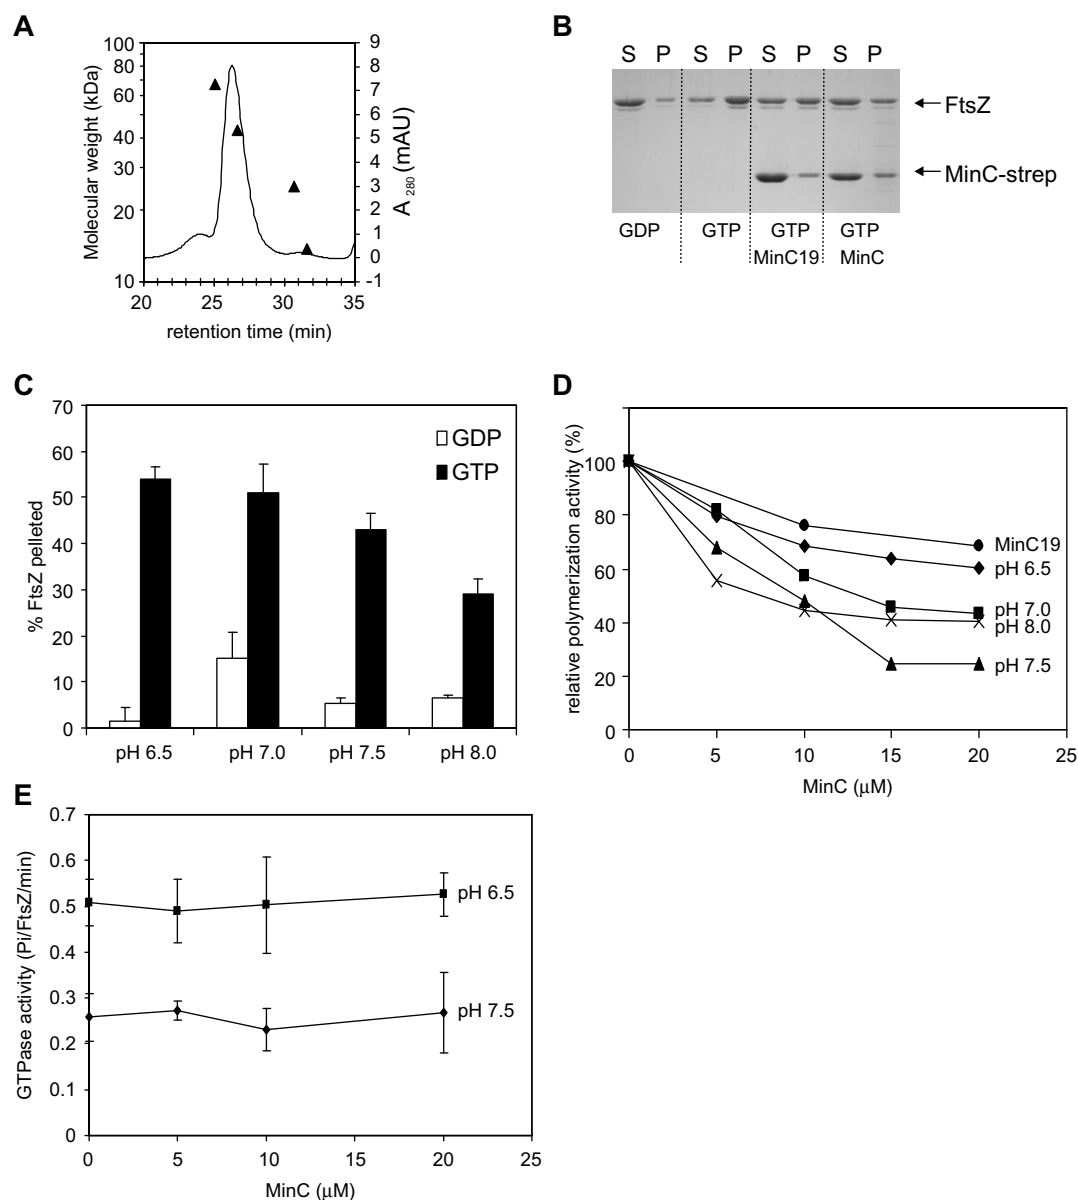 A
Molecular weight (kDa)
100
80
60
40
30
20
10
9
8
7
6
5
4
3
2
1
0
-1
A 280 (mAU)
20 25 30 35
retention time (min)
B
S P S P S P S P
FtsZ
MinC-strep
GDP GTP GTP GTP
MinC19 MinC
C
% FtsZ pelleted
70
60
50
40
30
20
10
0
GDP
GTP
pH 6.5 pH 7.0 pH 7.5 pH 8.0
D
relative polymerization activity (%)
100
80
60
40
20
0
MinC19
pH 6.5
pH 7.0
pH 8.0
pH 7.5
0 5 10 15 20 25
MinC (μM)
E
GTPase activity (Pi/FtsZ/min)
0.7
0.6
0.5
0.4
0.3
0.2
0.1
0
pH 6.5
pH 7.5
0 5 10 15 20 25
MinC (μM)